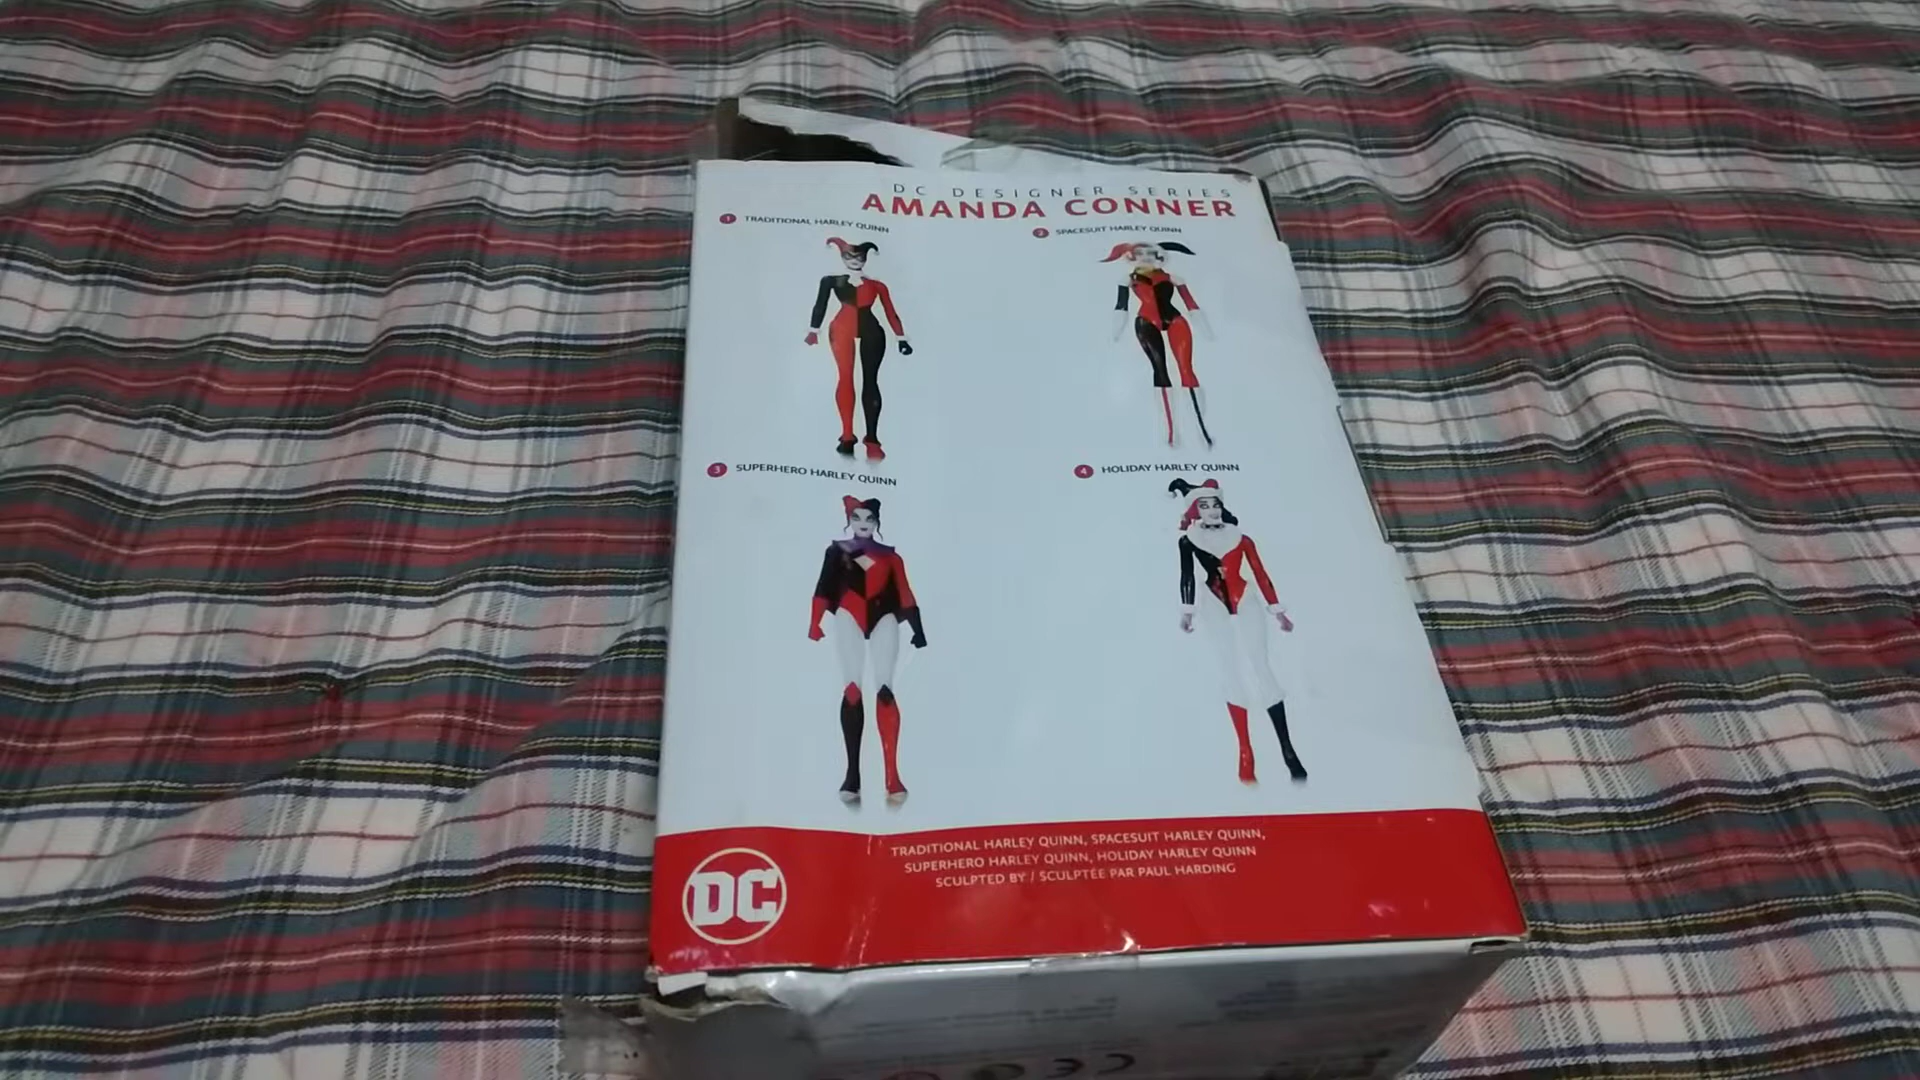 DC DESIGNER SERIES
AMANDA CONNER
1 TRADITIONAL HARLEY QUINN
2 SPACESUIT HARLEY QUINN
3 SUPERHERO HARLEY QUINN
4 HOLIDAY HARLEY QUINN
DC
TRADITIONAL HARLEY QUINN, SPACESUIT HARLEY QUINN,
SUPERHERO HARLEY QUINN, HOLIDAY HARLEY QUINN
SCULPTED BY / SCULPTÉE PAR PAUL HARDING
CE